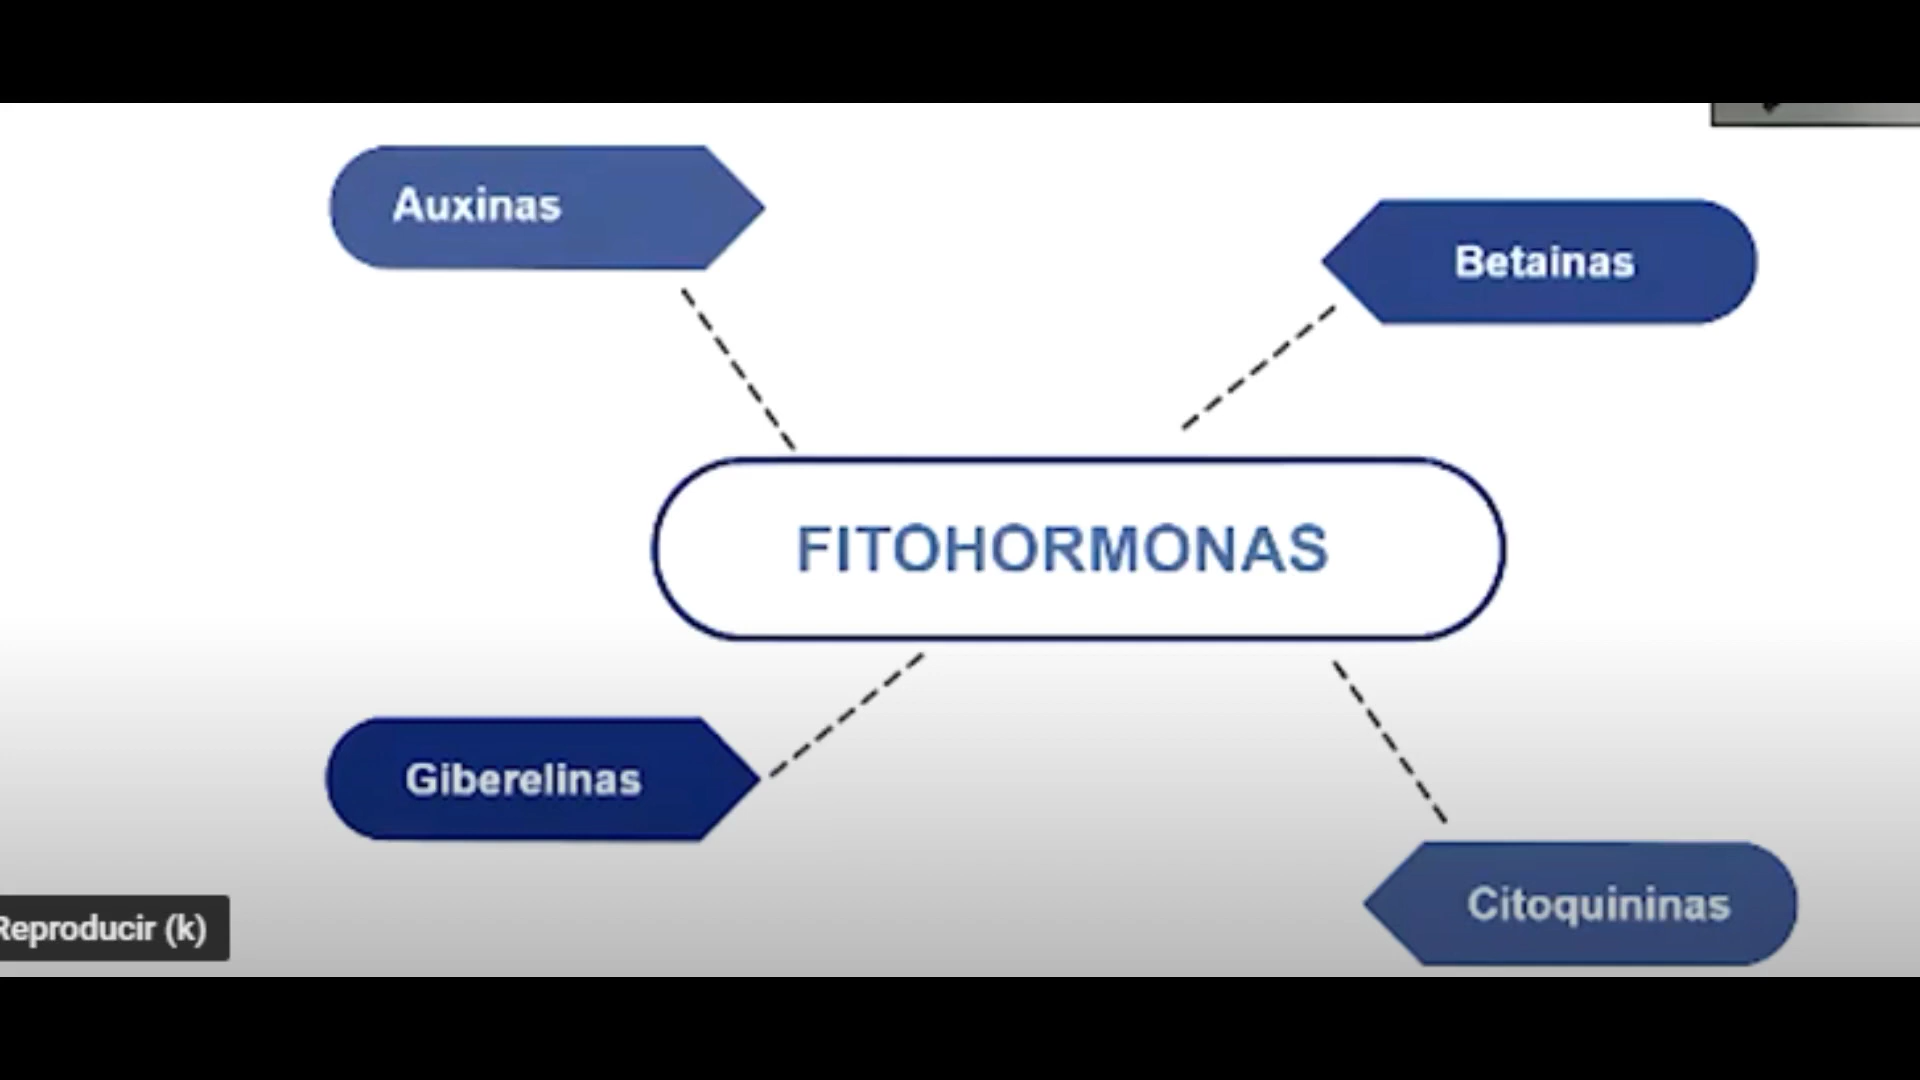 Auxinas
Betainas
FITOHORMONAS
Giberelinas
Citoquininas
Reproducir (k)